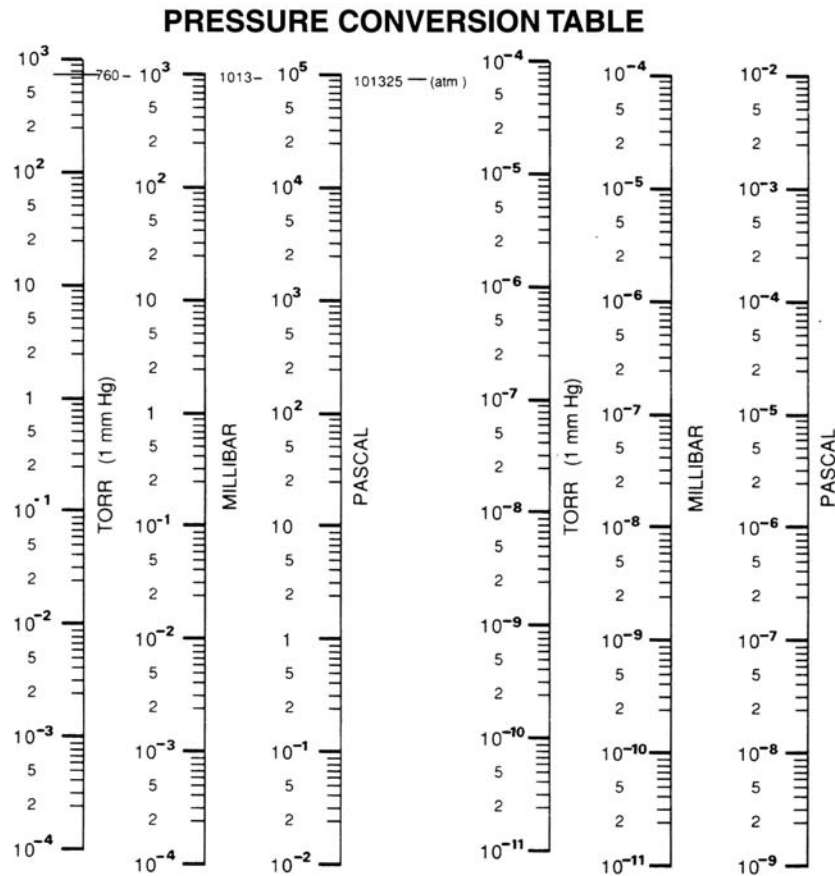 PRESSURE CONVERSION TABLE
10³ 760– 10³ 1013– 10⁵ 101325 — (atm) 10⁻⁴ 10⁻⁴ 10⁻²
5 5 5 5 5 5
2 2 2 2 2 2
10² 10² 10⁴ 10⁻⁵ 10⁻⁵ 10⁻³
5 5 5 5 5 5
2 2 2 2 2 2
10 10 10³ 10⁻⁶ 10⁻⁶ 10⁻⁴
5 5 5 5 5 5
2 2 2 2 2 2
1 1 10² 10⁻⁷ 10⁻⁷ 10⁻⁵
5 5 5 5 5 5
2 2 2 2 2 2
10⁻¹ 10⁻¹ 10 10⁻⁸ 10⁻⁸ 10⁻⁶
5 5 5 5 5 5
2 2 2 2 2 2
10⁻² 10⁻² 1 10⁻⁹ 10⁻⁹ 10⁻⁷
5 5 5 5 5 5
2 2 2 2 2 2
10⁻³ 10⁻³ 10⁻¹ 10⁻¹⁰ 10⁻¹⁰ 10⁻⁸
5 5 5 5 5 5
2 2 2 2 2 2
10⁻⁴ 10⁻⁴ 10⁻² 10⁻¹¹ 10⁻¹¹ 10⁻⁹
TORR (1 mm Hg)
MILLIBAR
PASCAL
TORR (1 mm Hg)
MILLIBAR
PASCAL